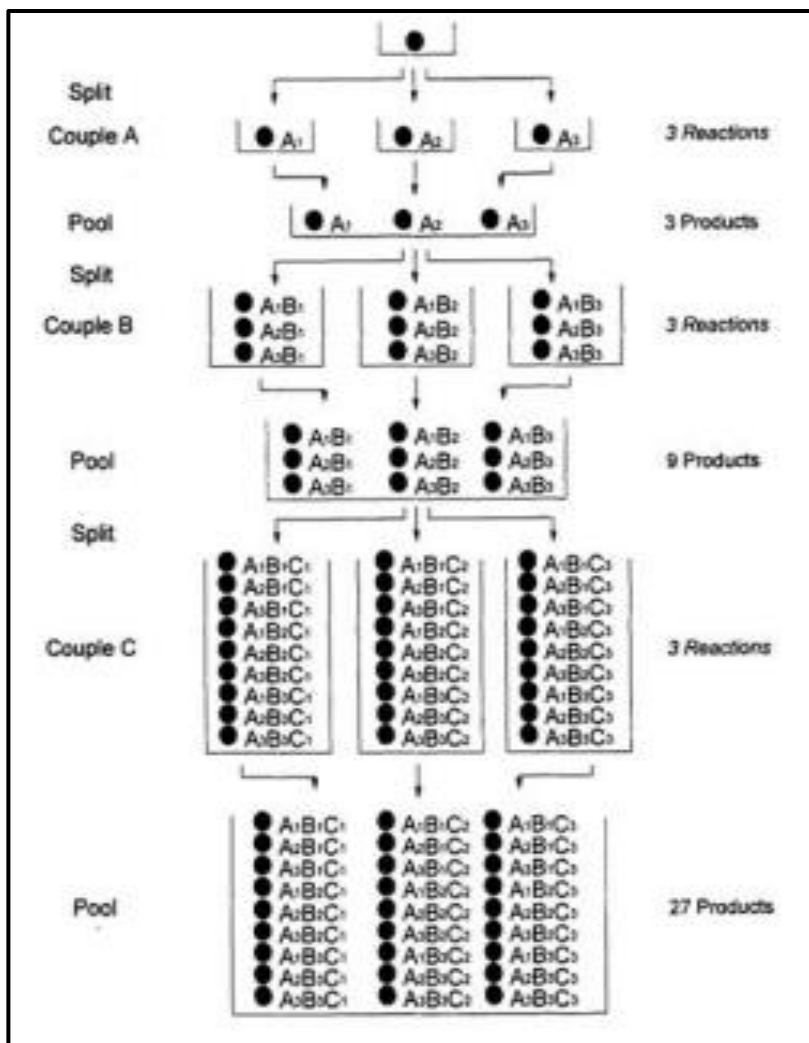 Split
Couple A
A1 A2 A3
3 Reactions
Pool
A1 A2 A3
3 Products
Split
Couple B
A1B1 A1B2 A1B3
A2B1 A2B2 A2B3
A3B1 A3B2 A3B3
3 Reactions
Pool
A1B1 A1B2 A1B3
A2B1 A2B2 A2B3
A3B1 A3B2 A3B3
9 Products
Split
Couple C
A1B1C1 A1B1C2 A1B1C3
A2B1C1 A2B1C2 A2B1C3
A3B1C1 A3B1C2 A3B1C3
A1B2C1 A1B2C2 A1B2C3
A2B2C1 A2B2C2 A2B2C3
A3B2C1 A3B2C2 A3B2C3
A1B3C1 A1B3C2 A1B3C3
A2B3C1 A2B3C2 A2B3C3
A3B3C1 A3B3C2 A3B3C3
3 Reactions
Pool
A1B1C1 A1B1C2 A1B1C3
A2B1C1 A2B1C2 A2B1C3
A3B1C1 A3B1C2 A3B1C3
A1B2C1 A1B2C2 A1B2C3
A2B2C1 A2B2C2 A2B2C3
A3B2C1 A3B2C2 A3B2C3
A1B3C1 A1B3C2 A1B3C3
A2B3C1 A2B3C2 A2B3C3
A3B3C1 A3B3C2 A3B3C3
27 Products